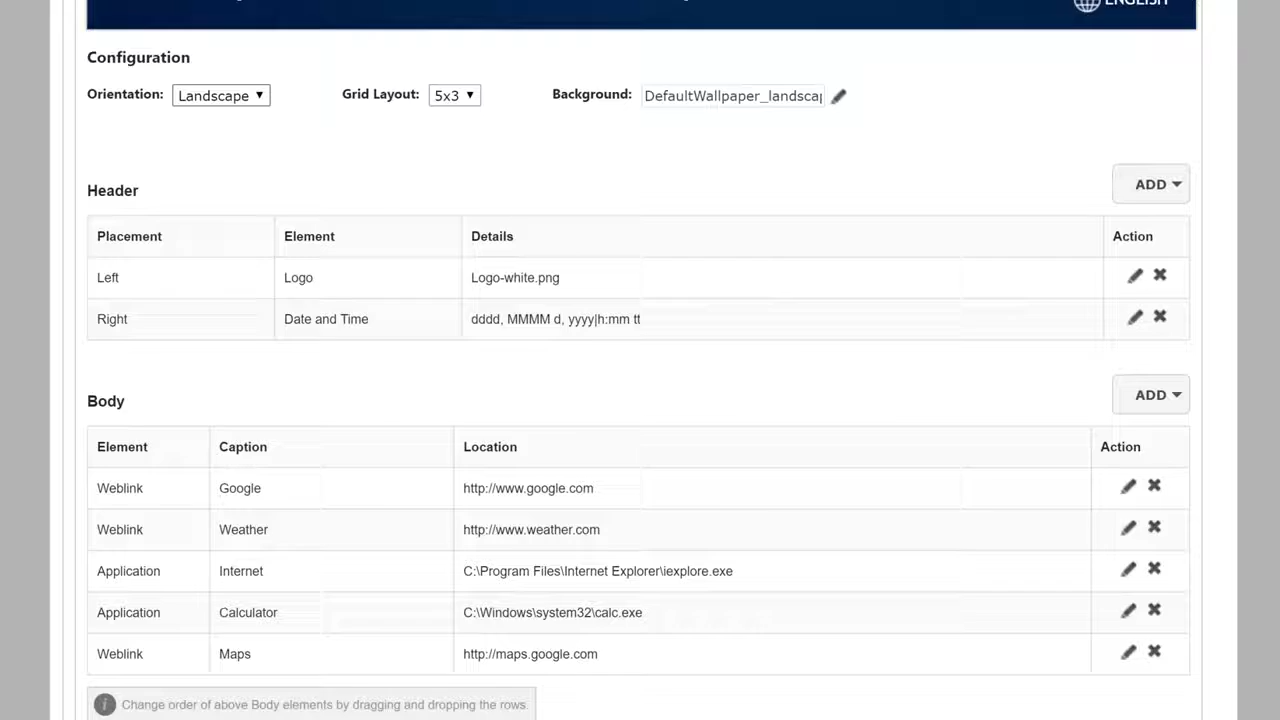 ENGLISH
Configuration
Orientation: Landscape Grid Layout: 5x3 Background: DefaultWallpaper_landscap
Header ADD
Placement Element Details Action
Left Logo Logo-white.png
Right Date and Time dddd, MMMM d, yyyy|h:mm tt
Body ADD
Element Caption Location Action
Weblink Google http://www.google.com
Weblink Weather http://www.weather.com
Application Internet C:\Program Files\Internet Explorer\iexplore.exe
Application Calculator C:\Windows\system32\calc.exe
Weblink Maps http://maps.google.com
Change order of above Body elements by dragging and dropping the rows.